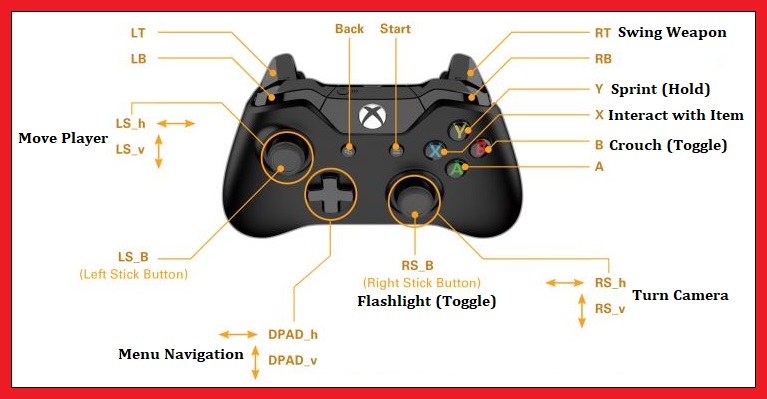 LT
LB
Back
Start
RT Swing Weapon
RB
Y Sprint (Hold)
X Interact with Item
B Crouch (Toggle)
A
LS_h
Move Player
LS_v
Y
X
B
A
LS_B
(Left Stick Button)
RS_B
(Right Stick Button)
Flashlight (Toggle)
RS_h
Turn Camera
RS_v
DPAD_h
Menu Navigation
DPAD_v